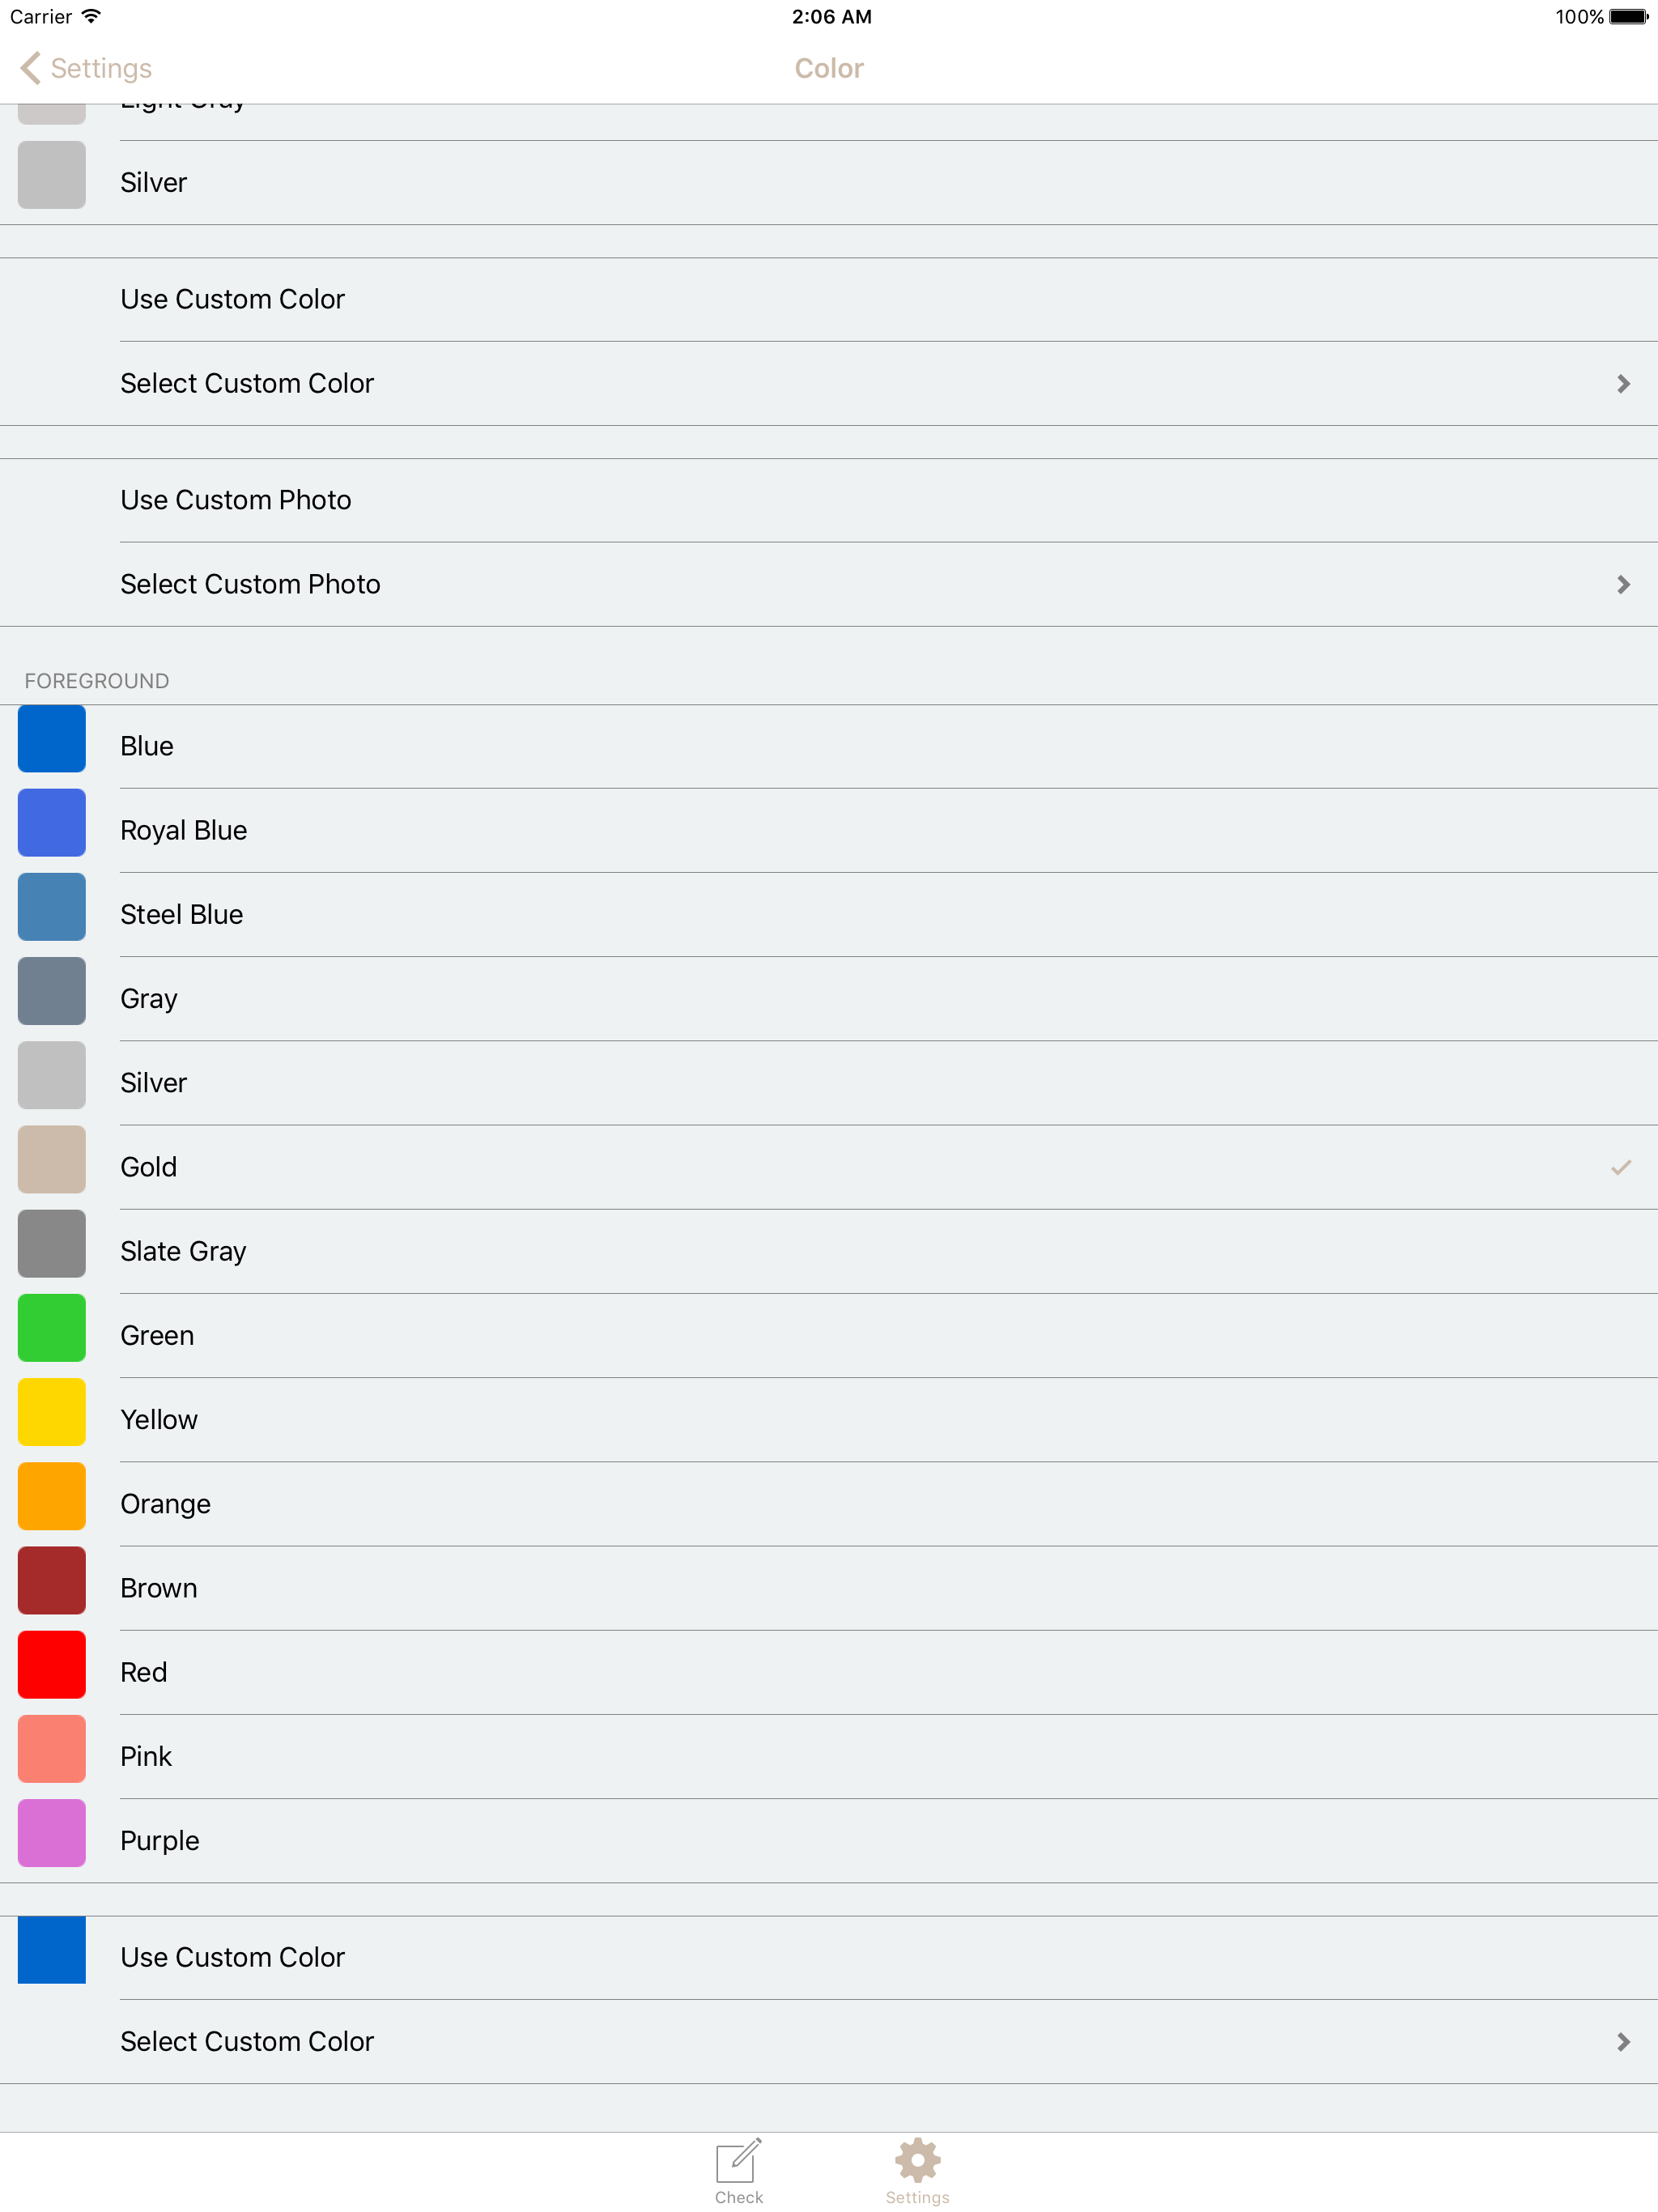 Carrier 2:06 AM 100%
Settings Color
Light Gray
Silver
Use Custom Color
Select Custom Color
Use Custom Photo
Select Custom Photo
FOREGROUND
Blue
Royal Blue
Steel Blue
Gray
Silver
Gold
Slate Gray
Green
Yellow
Orange
Brown
Red
Pink
Purple
Use Custom Color
Select Custom Color
Check Settings